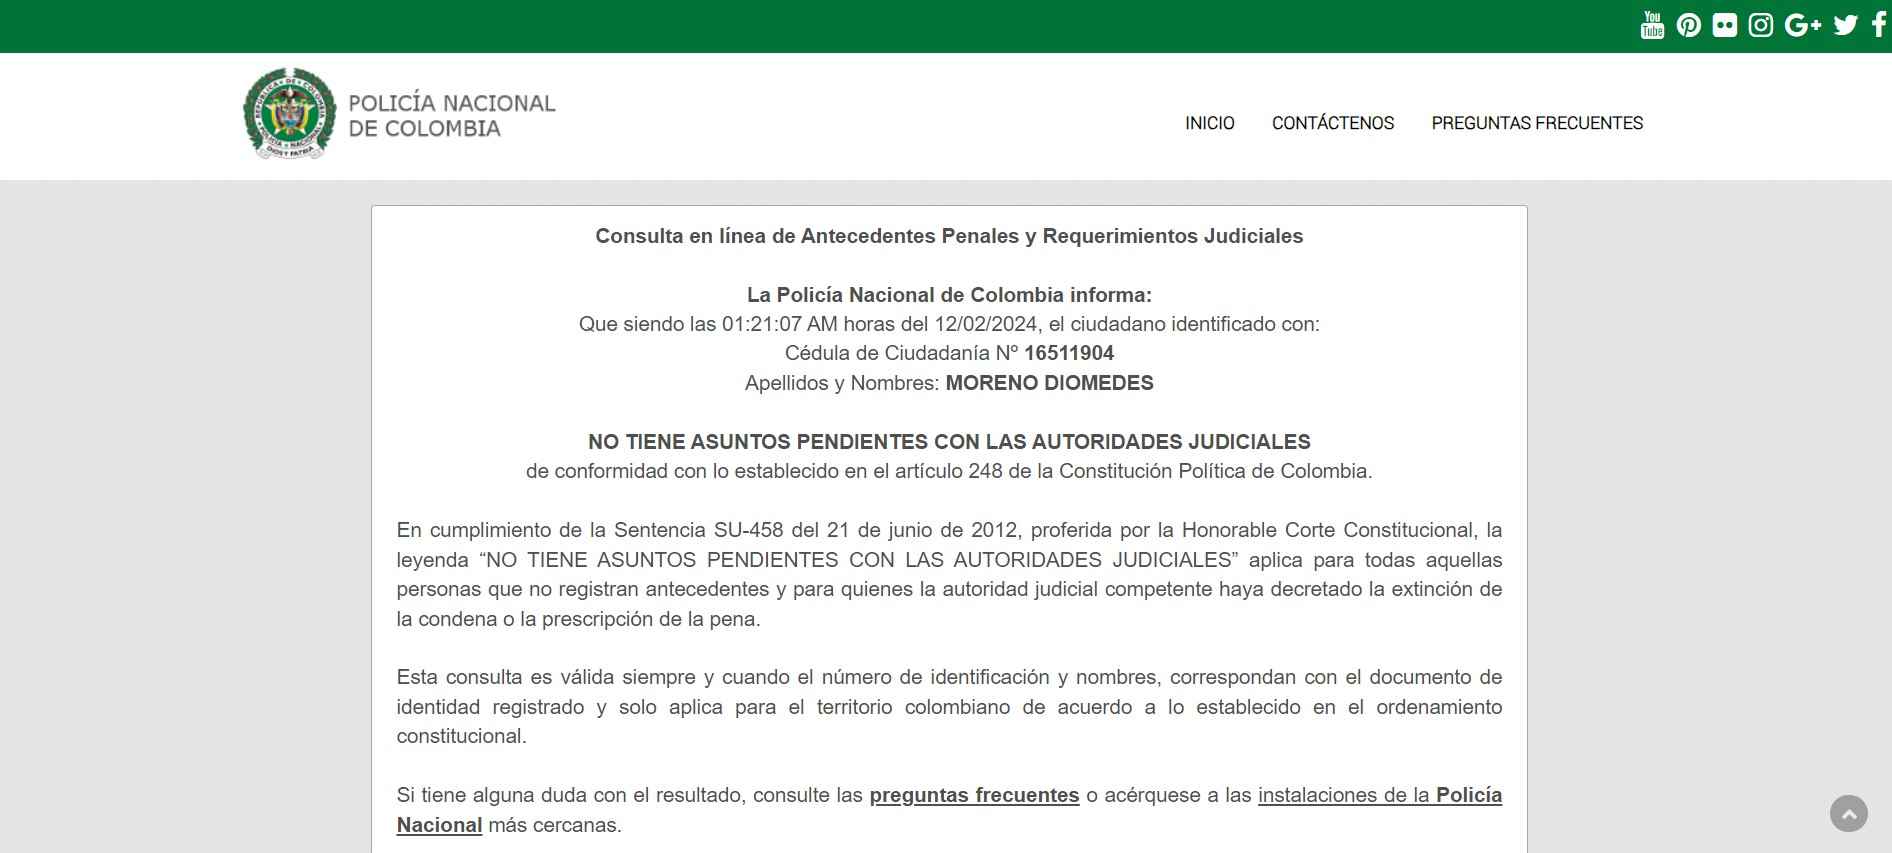 You
Tube
POLICÍA NACIONAL
DE COLOMBIA
INICIO CONTÁCTENOS PREGUNTAS FRECUENTES
Consulta en línea de Antecedentes Penales y Requerimientos Judiciales
La Policía Nacional de Colombia informa:
Que siendo las 01:21:07 AM horas del 12/02/2024, el ciudadano identificado con:
Cédula de Ciudadanía Nº 16511904
Apellidos y Nombres: MORENO DIOMEDES
NO TIENE ASUNTOS PENDIENTES CON LAS AUTORIDADES JUDICIALES
de conformidad con lo establecido en el artículo 248 de la Constitución Política de Colombia.
En cumplimiento de la Sentencia SU-458 del 21 de junio de 2012, proferida por la Honorable Corte Constitucional, la
leyenda “NO TIENE ASUNTOS PENDIENTES CON LAS AUTORIDADES JUDICIALES” aplica para todas aquellas
personas que no registran antecedentes y para quienes la autoridad judicial competente haya decretado la extinción de
la condena o la prescripción de la pena.
Esta consulta es válida siempre y cuando el número de identificación y nombres, correspondan con el documento de
identidad registrado y solo aplica para el territorio colombiano de acuerdo a lo establecido en el ordenamiento
constitucional.
Si tiene alguna duda con el resultado, consulte las preguntas frecuentes o acérquese a las instalaciones de la Policía
Nacional más cercanas.